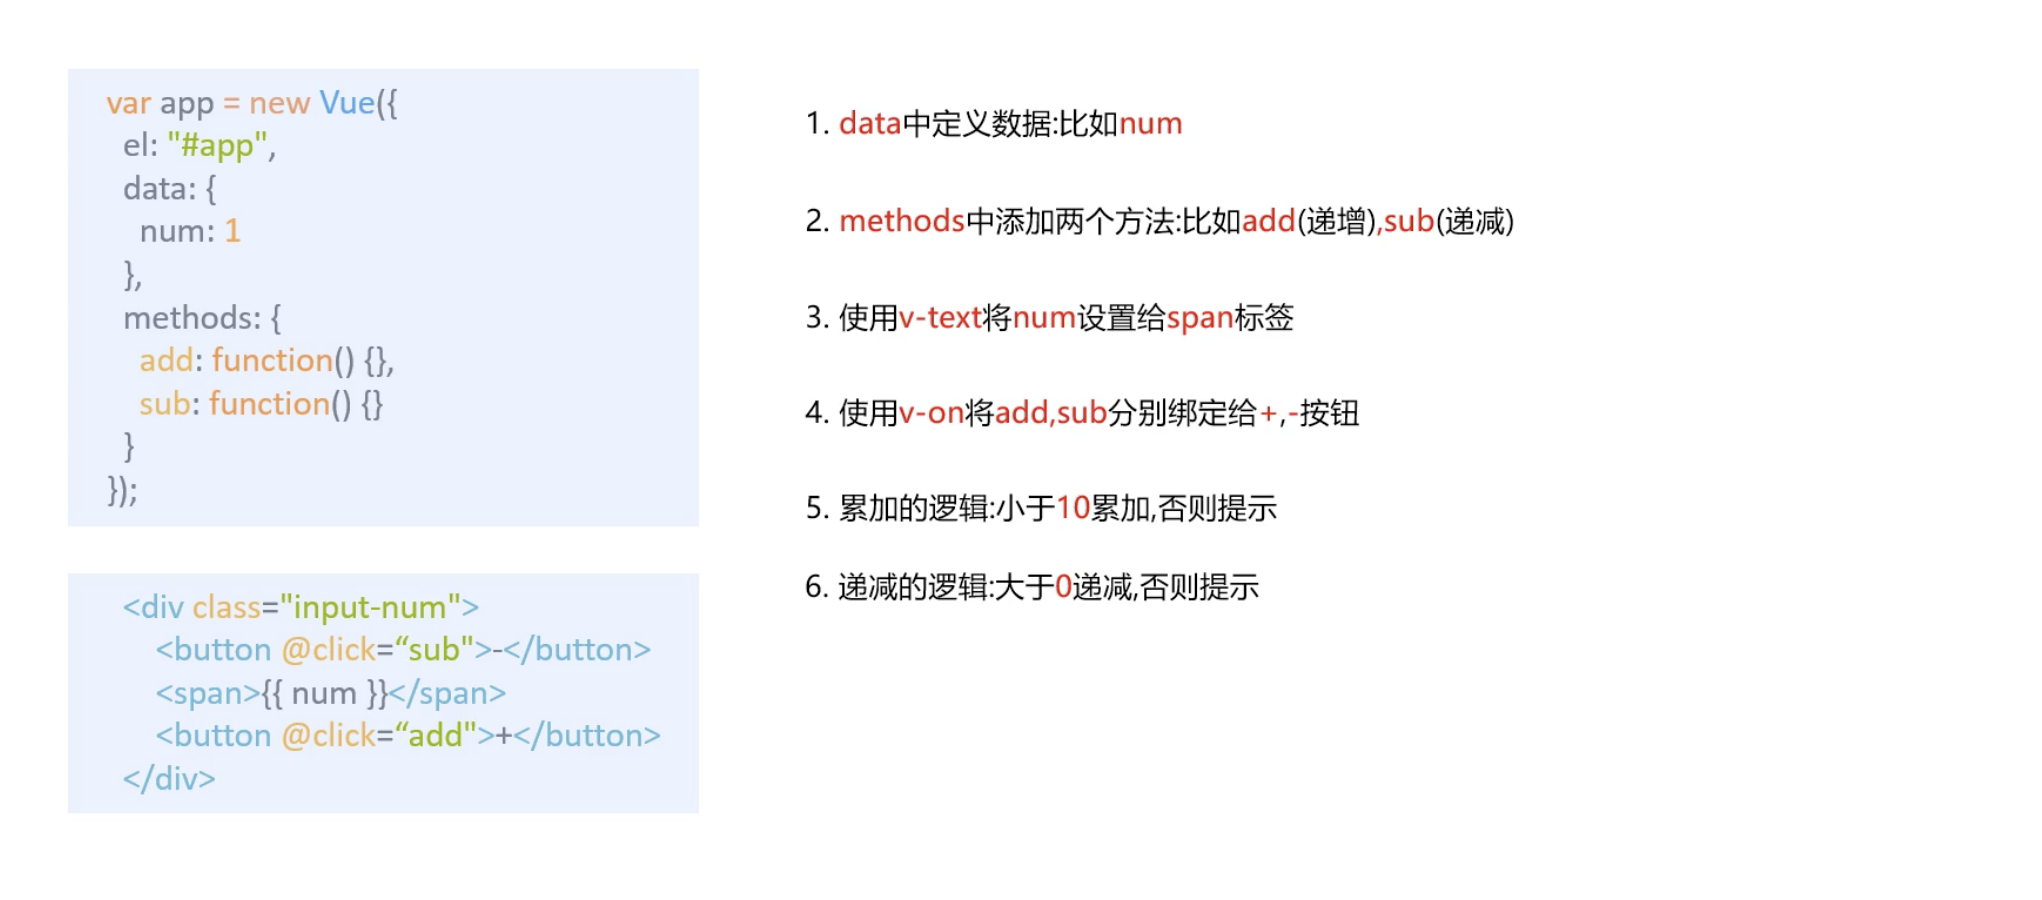 var app = new Vue({
el: "#app",
data: {
num: 1
},
methods: {
add: function() {},
sub: function() {}
}
});
<div class="input-num">
<button @click=“sub">-</button>
<span>{{ num }}</span>
<button @click=“add">+</button>
</div>
1. data中定义数据:比如num
2. methods中添加两个方法:比如add(递增),sub(递减)
3. 使用v-text将num设置给span标签
4. 使用v-on将add,sub分别绑定给+,-按钮
5. 累加的逻辑:小于10累加,否则提示
6. 递减的逻辑:大于0递减,否则提示